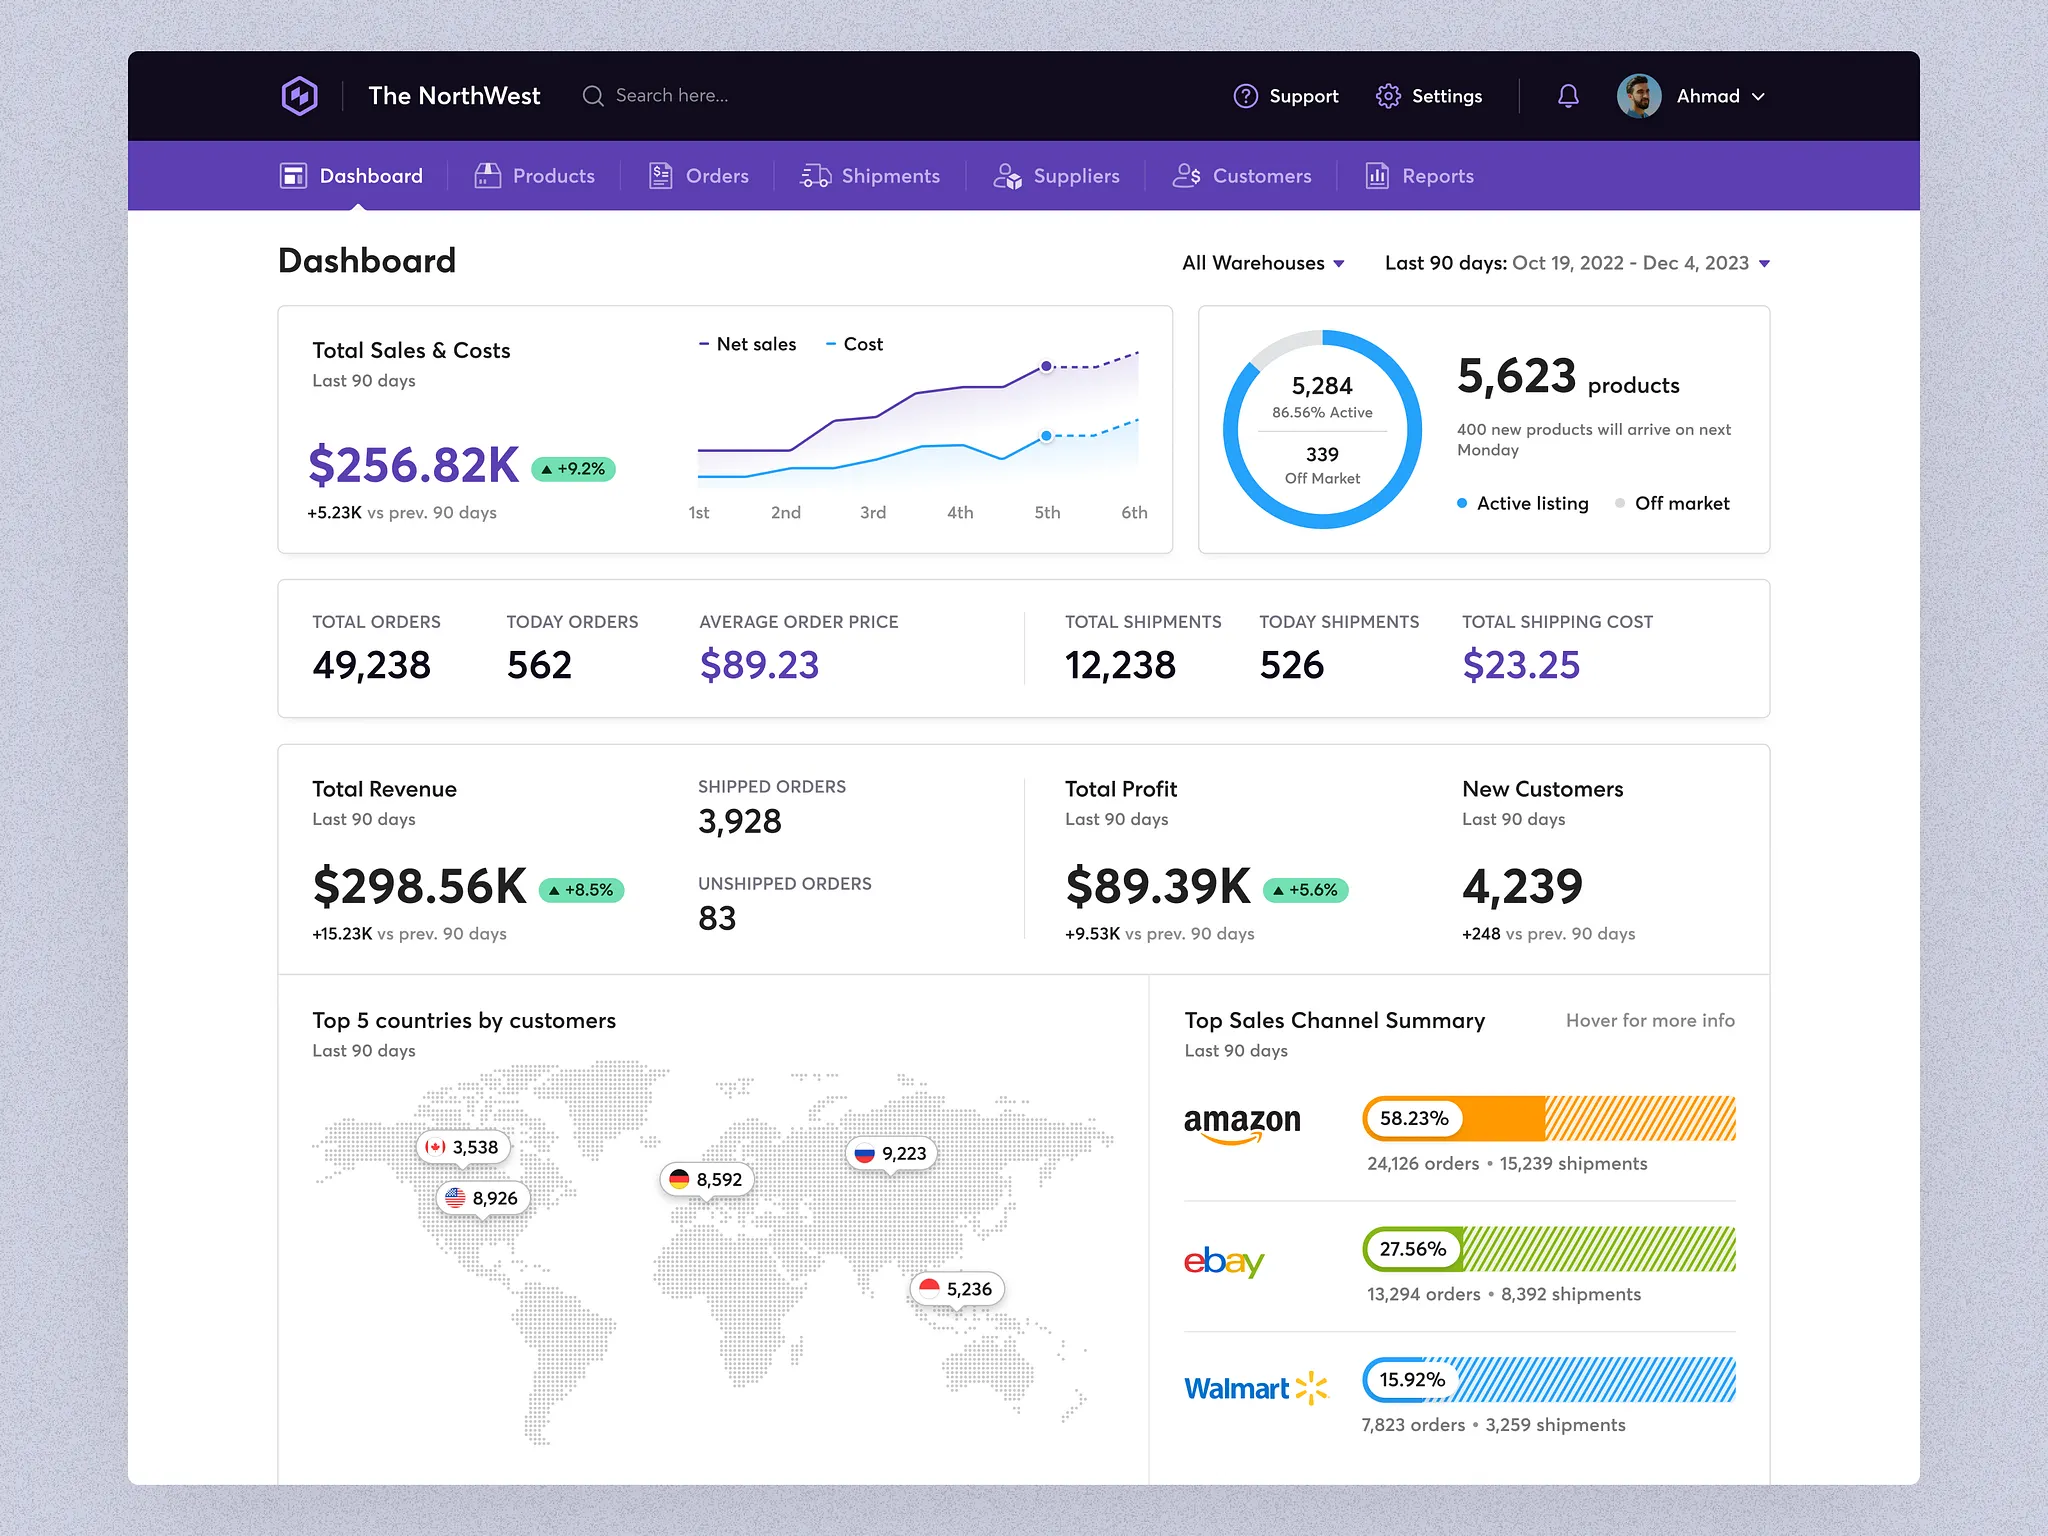 The NorthWest
Search here...
Support
Settings
Ahmad
Dashboard
Products
Orders
Shipments
Suppliers
Customers
Reports
Dashboard
All Warehouses
Last 90 days: Oct 19, 2022 - Dec 4, 2023
Total Sales & Costs
Last 90 days
$256.82K
+9.2%
+5.23K vs prev. 90 days
Net sales
Cost
1st
2nd
3rd
4th
5th
6th
5,284
86.56% Active
339
Off Market
5,623 products
400 new products will arrive on next
Monday
Active listing
Off market
TOTAL ORDERS
49,238
TODAY ORDERS
562
AVERAGE ORDER PRICE
$89.23
TOTAL SHIPMENTS
12,238
TODAY SHIPMENTS
526
TOTAL SHIPPING COST
$23.25
Total Revenue
Last 90 days
$298.56K
+8.5%
+15.23K vs prev. 90 days
SHIPPED ORDERS
3,928
UNSHIPPED ORDERS
83
Total Profit
Last 90 days
$89.39K
+5.6%
+9.53K vs prev. 90 days
New Customers
Last 90 days
4,239
+248 vs prev. 90 days
Top 5 countries by customers
Last 90 days
3,538
8,926
8,592
9,223
5,236
Top Sales Channel Summary
Hover for more info
Last 90 days
amazon
58.23%
24,126 orders • 15,239 shipments
ebay
27.56%
13,294 orders • 8,392 shipments
Walmart
15.92%
7,823 orders • 3,259 shipments